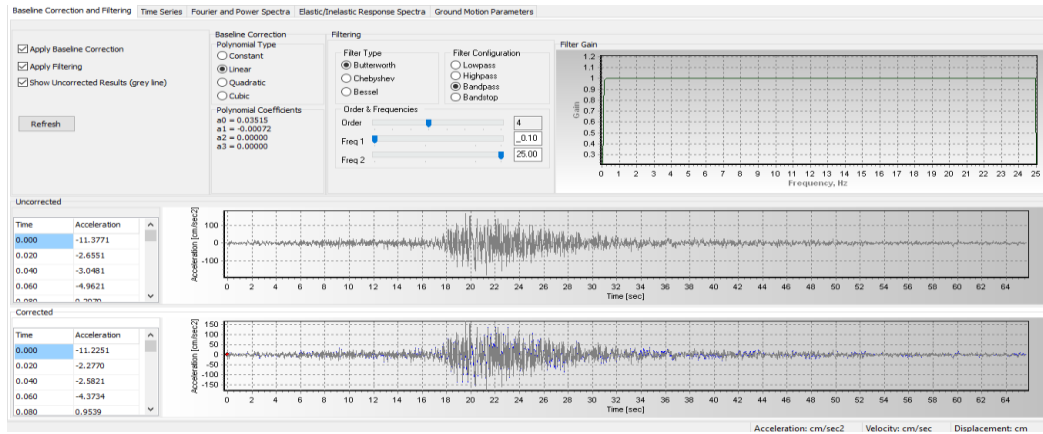 Baseline Correction and Filtering Time Series Fourier and Power Spectra Elastic/Inelastic Response Spectra Ground Motion Parameters
Apply Baseline Correction
Apply Filtering
Show Uncorrected Results (grey line)
Refresh
Baseline Correction
Polynomial Type
Constant
Linear
Quadratic
Cubic
Polynomial Coefficients
a0 = 0.03515
a1 = -0.00072
a2 = 0.00000
a3 = 0.00000
Filtering
Filter Type
Butterworth
Chebyshev
Bessel
Filter Configuration
Lowpass
Highpass
Bandpass
Bandstop
Order & Frequencies
Order 4
Freq 1 _0.10
Freq 2 25.00
Filter Gain
Gain
1.2
1.1
1
0.9
0.8
0.7
0.6
0.5
0.4
0.3
0 1 2 3 4 5 6 7 8 9 10 11 12 13 14 15 16 17 18 19 20 21 22 23 24 25
Frequency, Hz
Uncorrected
Time Acceleration
0.000 -11.3771
0.020 -2.6551
0.040 -3.0481
0.060 -4.9621
Acceleration [cm/sec2]
100
0
-100
0 2 4 6 8 10 12 14 16 18 20 22 24 26 28 30 32 34 36 38 40 42 44 46 48 50 52 54 56 58 60 62 64
Time [sec]
Corrected
Time Acceleration
0.000 -11.2251
0.020 -2.2770
0.040 -2.5821
0.060 -4.3734
0.080 0.9539
Acceleration [cm/sec2]
150
100
50
0
-50
-100
-150
0 2 4 6 8 10 12 14 16 18 20 22 24 26 28 30 32 34 36 38 40 42 44 46 48 50 52 54 56 58 60 62 64
Time [sec]
Acceleration: cm/sec2 Velocity: cm/sec Displacement: cm